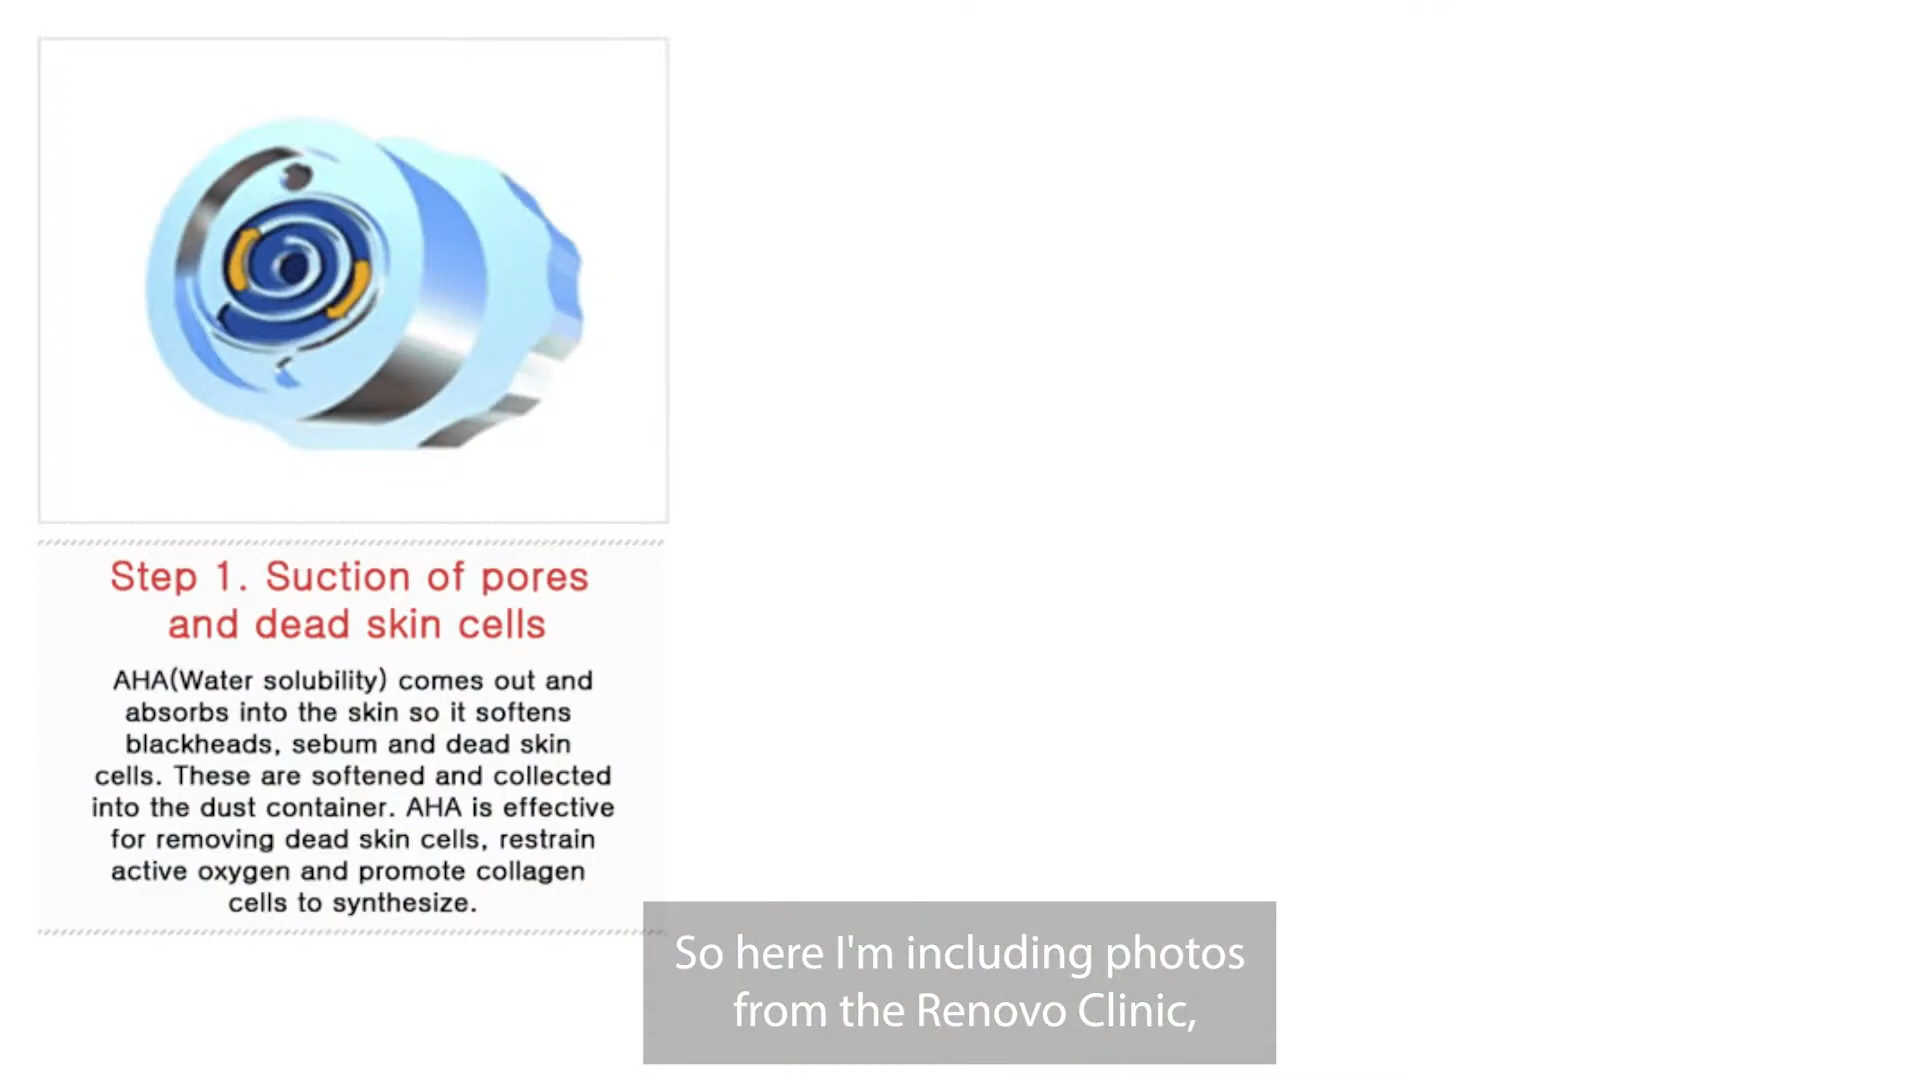 Step 1. Suction of pores
and dead skin cells
AHA(Water solubility) comes out and
absorbs into the skin so it softens
blackheads, sebum and dead skin
cells. These are softened and collected
into the dust container. AHA is effective
for removing dead skin cells, restrain
active oxygen and promote collagen
cells to synthesize.
So here I'm including photos
from the Renovo Clinic,